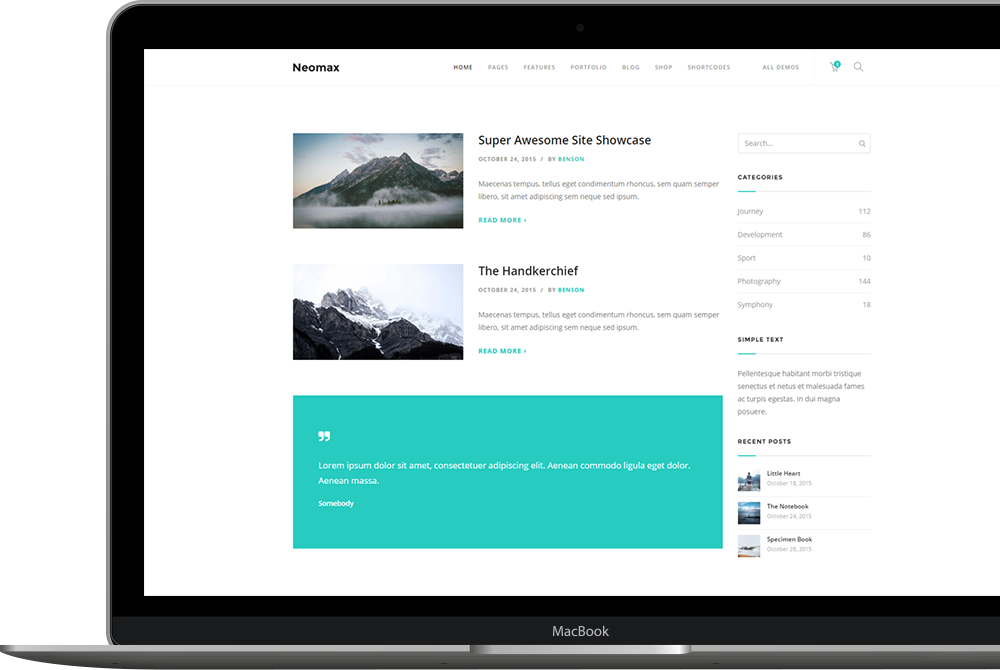 Neomax
HOME PAGES FEATURES PORTFOLIO BLOG SHOP SHORTCODES ALL DEMOS 0
Super Awesome Site Showcase
OCTOBER 24, 2015 / BY BENSON
Maecenas tempus, tellus eget condimentum rhoncus, sem quam semper
libero, sit amet adipiscing sem neque sed ipsum.
READ MORE ›
The Handkerchief
OCTOBER 24, 2015 / BY BENSON
Maecenas tempus, tellus eget condimentum rhoncus, sem quam semper
libero, sit amet adipiscing sem neque sed ipsum.
READ MORE ›
Lorem ipsum dolor sit amet, consectetuer adipiscing elit. Aenean commodo ligula eget dolor.
Aenean massa.
Somebody
Search...
CATEGORIES
Journey 112
Development 86
Sport 10
Photography 144
Symphony 18
SIMPLE TEXT
Pellentesque habitant morbi tristique
senectus et netus et malesuada fames
ac turpis egestas. In dui magna
posuere.
RECENT POSTS
Little Heart
October 18, 2015
The Notebook
October 24, 2015
Specimen Book
October 28, 2015
MacBook